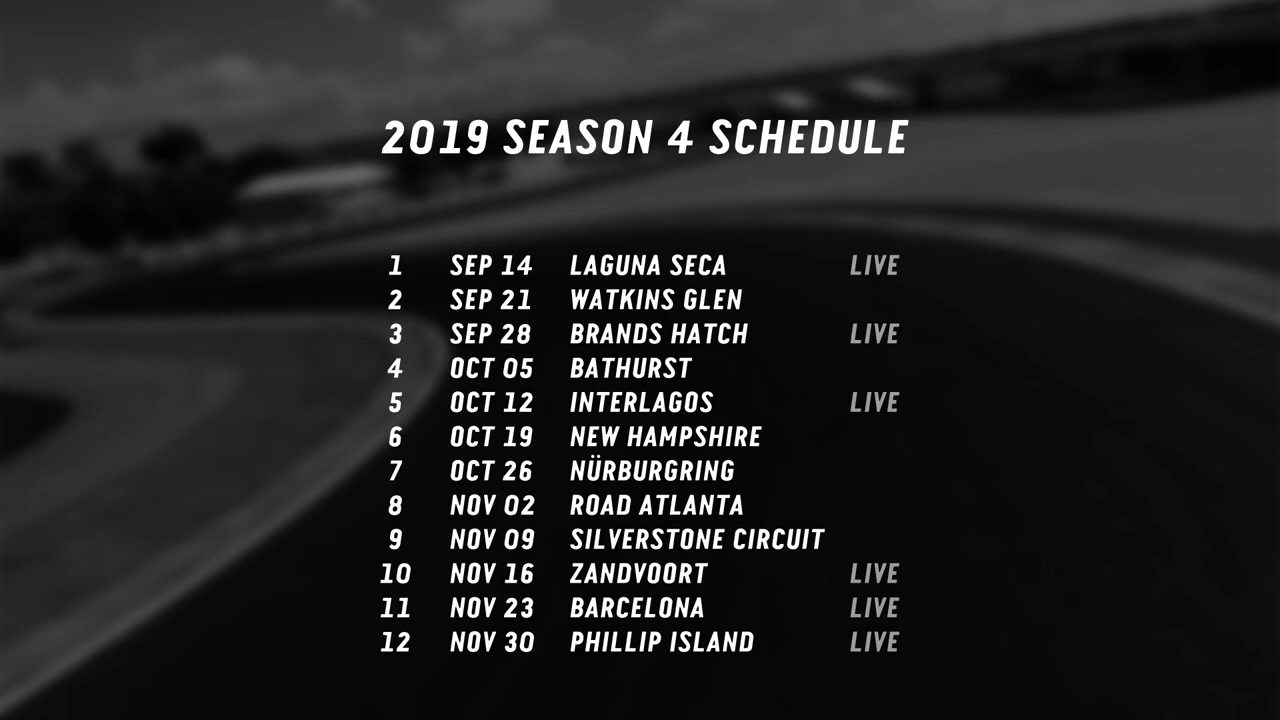 2019 SEASON 4 SCHEDULE
1 SEP 14 LAGUNA SECA LIVE
2 SEP 21 WATKINS GLEN
3 SEP 28 BRANDS HATCH LIVE
4 OCT 05 BATHURST
5 OCT 12 INTERLAGOS LIVE
6 OCT 19 NEW HAMPSHIRE
7 OCT 26 NÜRBURGRING
8 NOV 02 ROAD ATLANTA
9 NOV 09 SILVERSTONE CIRCUIT
10 NOV 16 ZANDVOORT LIVE
11 NOV 23 BARCELONA LIVE
12 NOV 30 PHILLIP ISLAND LIVE